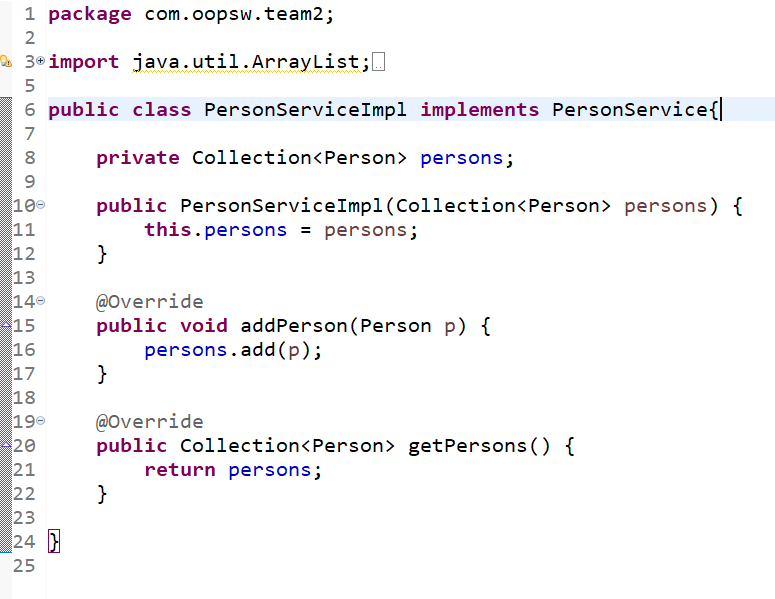 1 package com.oopsw.team2;
2
3 import java.util.ArrayList;
5
6 public class PersonServiceImpl implements PersonService{
7
8     private Collection<Person> persons;
9
10     public PersonServiceImpl(Collection<Person> persons) {
11         this.persons = persons;
12     }
13
14     @Override
15     public void addPerson(Person p) {
16         persons.add(p);
17     }
18
19     @Override
20     public Collection<Person> getPersons() {
21         return persons;
22     }
23
24 }
25